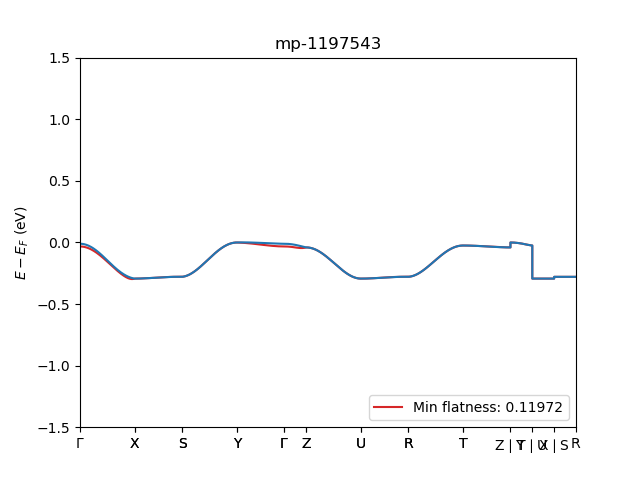 mp-1197543
E − E_F (eV)
1.5
1.0
0.5
0.0
−0.5
−1.0
−1.5
Min flatness: 0.11972
Γ X S Y Γ Z U R T Z|Y T|U X|S R